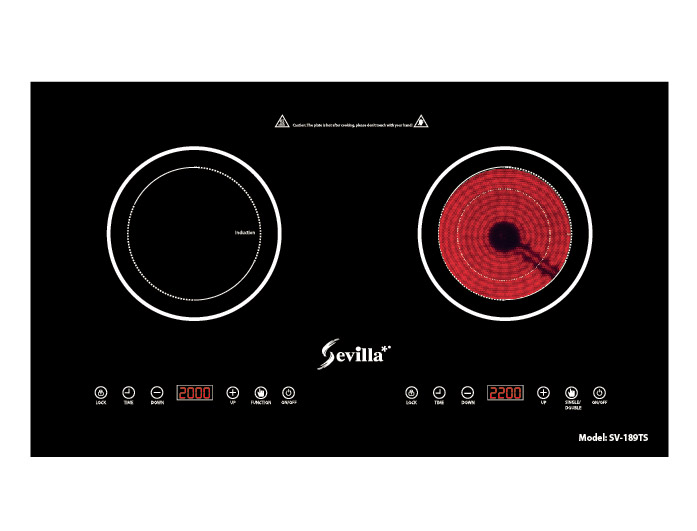 Caution: The plate is hot after cooking, please don't touch with your hand!
Induction
Sevilla
2000
2200
LOCK TIME DOWN UP FUNCTION ON/OFF
LOCK TIME DOWN UP SINGLE/ ON/OFF
DOUBLE
Model: SV-189TS